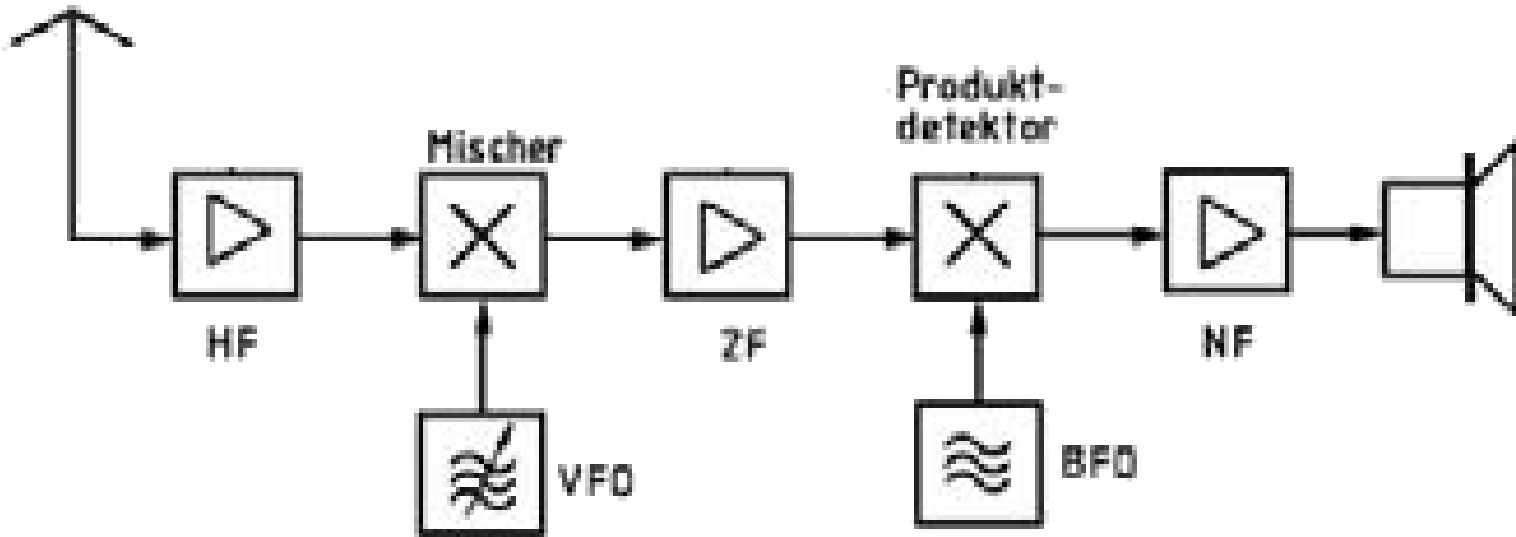 Produkt-
detektor
Mischer
HF
ZF
NF
VFO
BFO